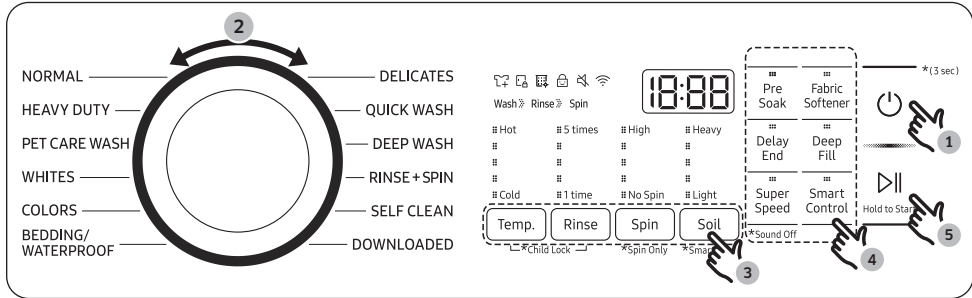 2
NORMAL
HEAVY DUTY
PET CARE WASH
WHITES
COLORS
BEDDING/
WATERPROOF
DELICATES
QUICK WASH
DEEP WASH
RINSE+SPIN
SELF CLEAN
DOWNLOADED
Wash» Rinse» Spin
18:88
Hot 5 times High Heavy
Cold 1 time No Spin Light
Temp. Rinse Spin Soil
*Child Lock *Spin Only
3
Pre
Soak
Fabric
Softener
Delay
End
Deep
Fill
Super
Speed
Smart
Control
*Sound Off
4
*(3 sec)
1
Hold to Start
5